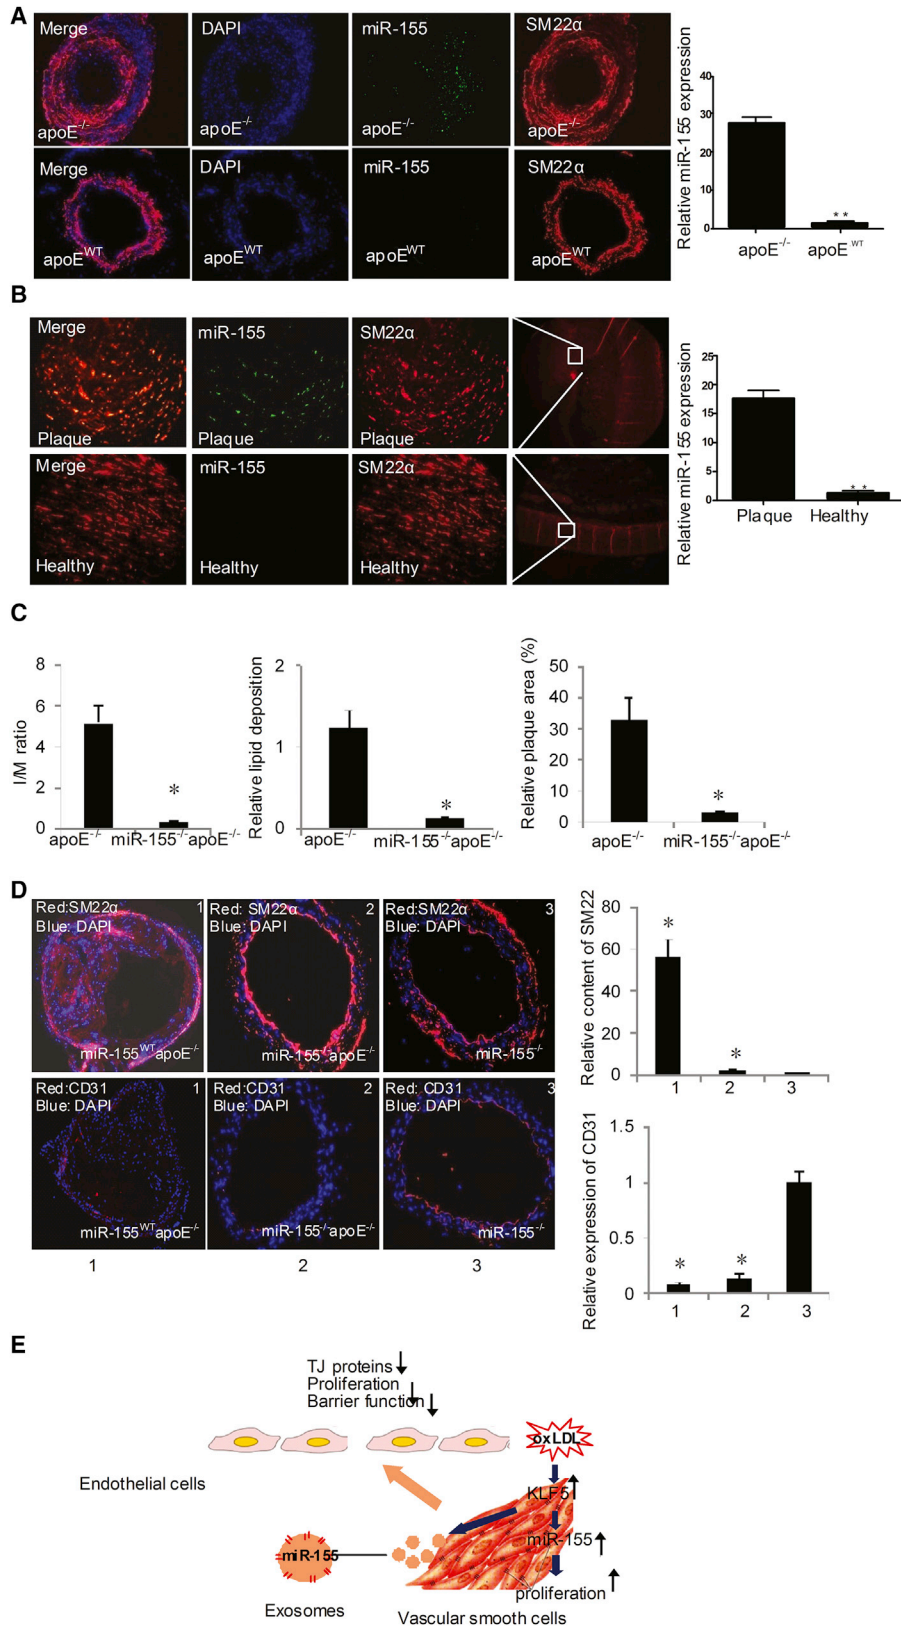 A
Merge
DAPI
miR-155
SM22α
apoE-/-
apoE-/-
apoE-/-
apoE-/-
Merge
DAPI
miR-155
SM22α
apoEWT
apoEWT
apoEWT
apoEWT
Relative miR-155 expression
40
30
20
10
0
**
apoE-/-
apoE WT
B
Merge
miR-155
SM22α
Plaque
Plaque
Plaque
Merge
miR-155
SM22α
Healthy
Healthy
Healthy
Relative miR-155 expression
25
20
15
10
5
0
**
Plaque
Healthy
C
I/M ratio
8
6
4
2
0
*
apoE-/-
miR-155-/-apoE-/-
Relative lipid deposition
2
1
0
*
apoE-/-
miR-155-/-apoE-/-
Relative plaque area (%)
50
40
30
20
10
0
*
apoE-/-
miR-155-/-apoE-/-
D
Red:SM22α 1
Blue: DAPI
miR-155WTapoE-/-
Red: SM22α 2
Blue: DAPI
miR-155-/-apoE-/-
Red:SM22α 3
Blue: DAPI
miR-155-/-
Red:CD31 1
Blue: DAPI
miR-155WTapoE-/-
Red:CD31 2
Blue: DAPI
miR-155-/-apoE-/-
Red: CD31 3
Blue: DAPI
miR-155-/-
1
2
3
Relative content of SM22
80
60
40
20
0
*
*
1
2
3
Relative expression of CD31
1.5
1
0.5
0
*
*
1
2
3
E
TJ proteins
Proliferation
Barrier function
oxLDL
Endothelial cells
KLF5
miR-155
miR-155
proliferation
Exosomes
Vascular smooth cells